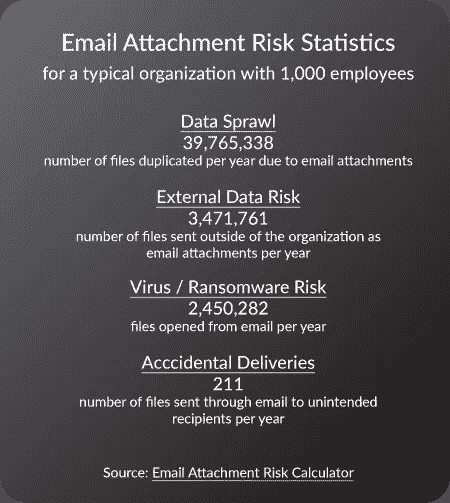 Email Attachment Risk Statistics
for a typical organization with 1,000 employees
Data Sprawl
39,765,338
number of files duplicated per year due to email attachments
External Data Risk
3,471,761
number of files sent outside of the organization as
email attachments per year
Virus / Ransomware Risk
2,450,282
files opened from email per year
Acccidental Deliveries
211
number of files sent through email to unintended
recipients per year
Source: Email Attachment Risk Calculator